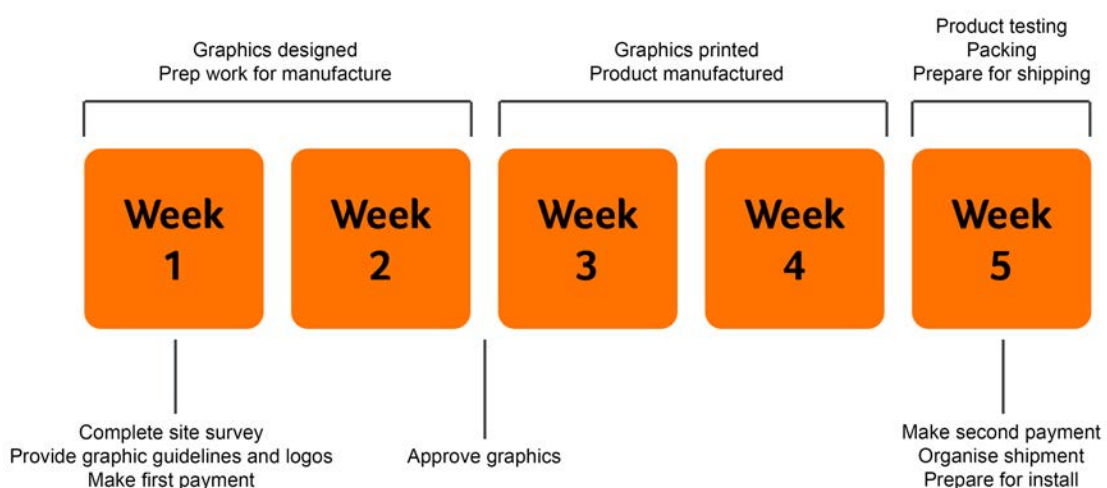 Graphics designed
Prep work for manufacture
Graphics printed
Product manufactured
Product testing
Packing
Prepare for shipping
Week
1
Week
2
Week
3
Week
4
Week
5
Complete site survey
Provide graphic guidelines and logos
Make first payment
Approve graphics
Make second payment
Organise shipment
Prepare for install